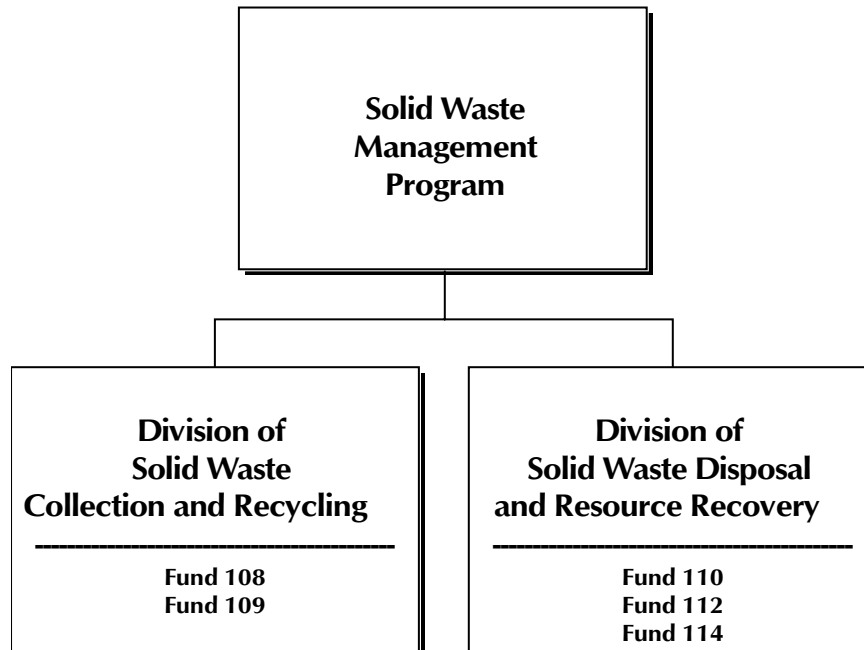 Solid Waste
Management
Program
Division of
Solid Waste
Collection and Recycling
Fund 108
Fund 109
Division of
Solid Waste Disposal
and Resource Recovery
Fund 110
Fund 112
Fund 114